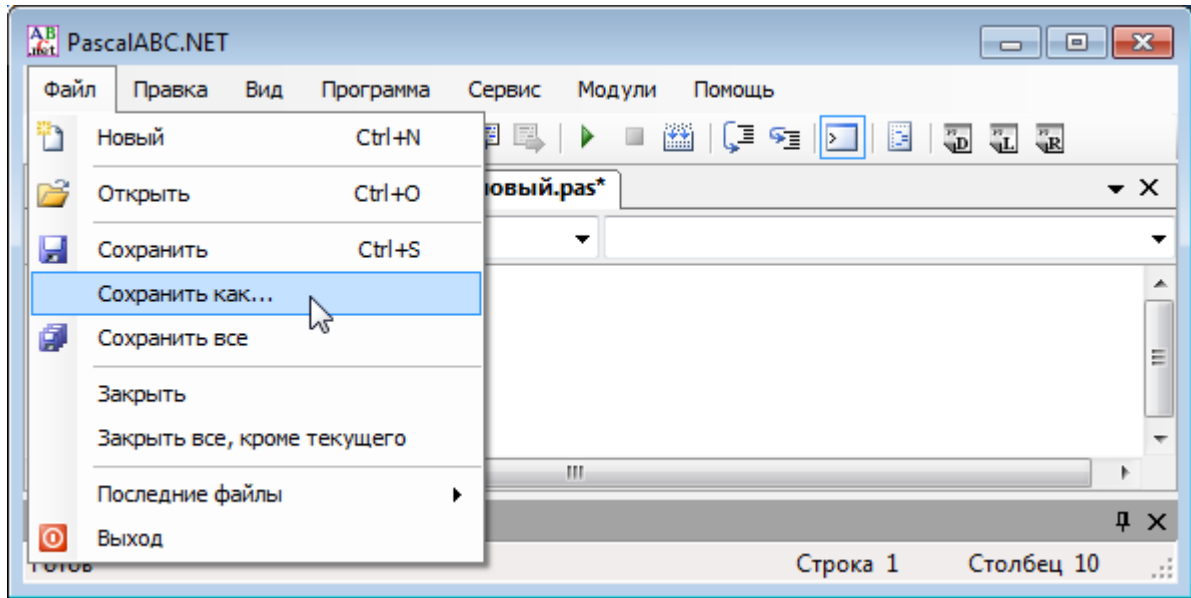 PascalABC.NET
Файл Правка Вид Программа Сервис Модули Помощь
Новый Ctrl+N
Открыть Ctrl+O
овый.pas*
Сохранить Ctrl+S
Сохранить как...
Сохранить все
Закрыть
Закрыть все, кроме текущего
Последние файлы
Выход
Строка 1 Столбец 10